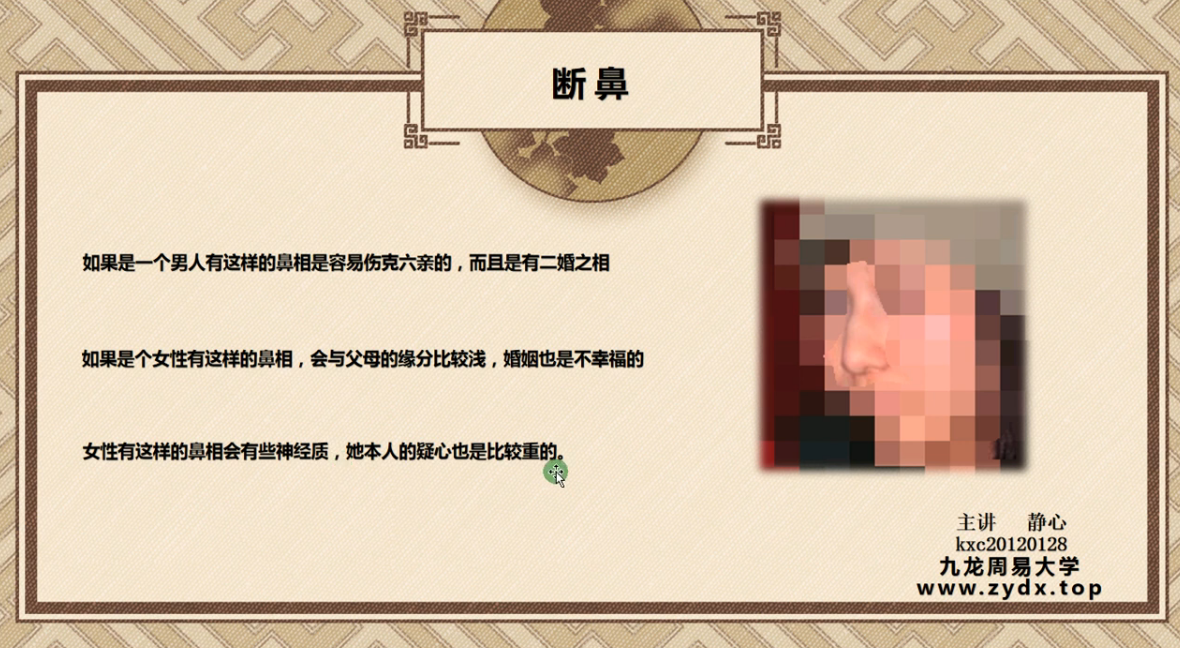 断鼻
如果是一个男人有这样的鼻相是容易伤克六亲的，而且是有二婚之相
如果是个女性有这样的鼻相，会与父母的缘分比较浅，婚姻也是不幸福的
女性有这样的鼻相会有些神经质，她本人的疑心也是比较重的。
主讲 静心
kxc20120128
九龙周易大学
www.zydx.top